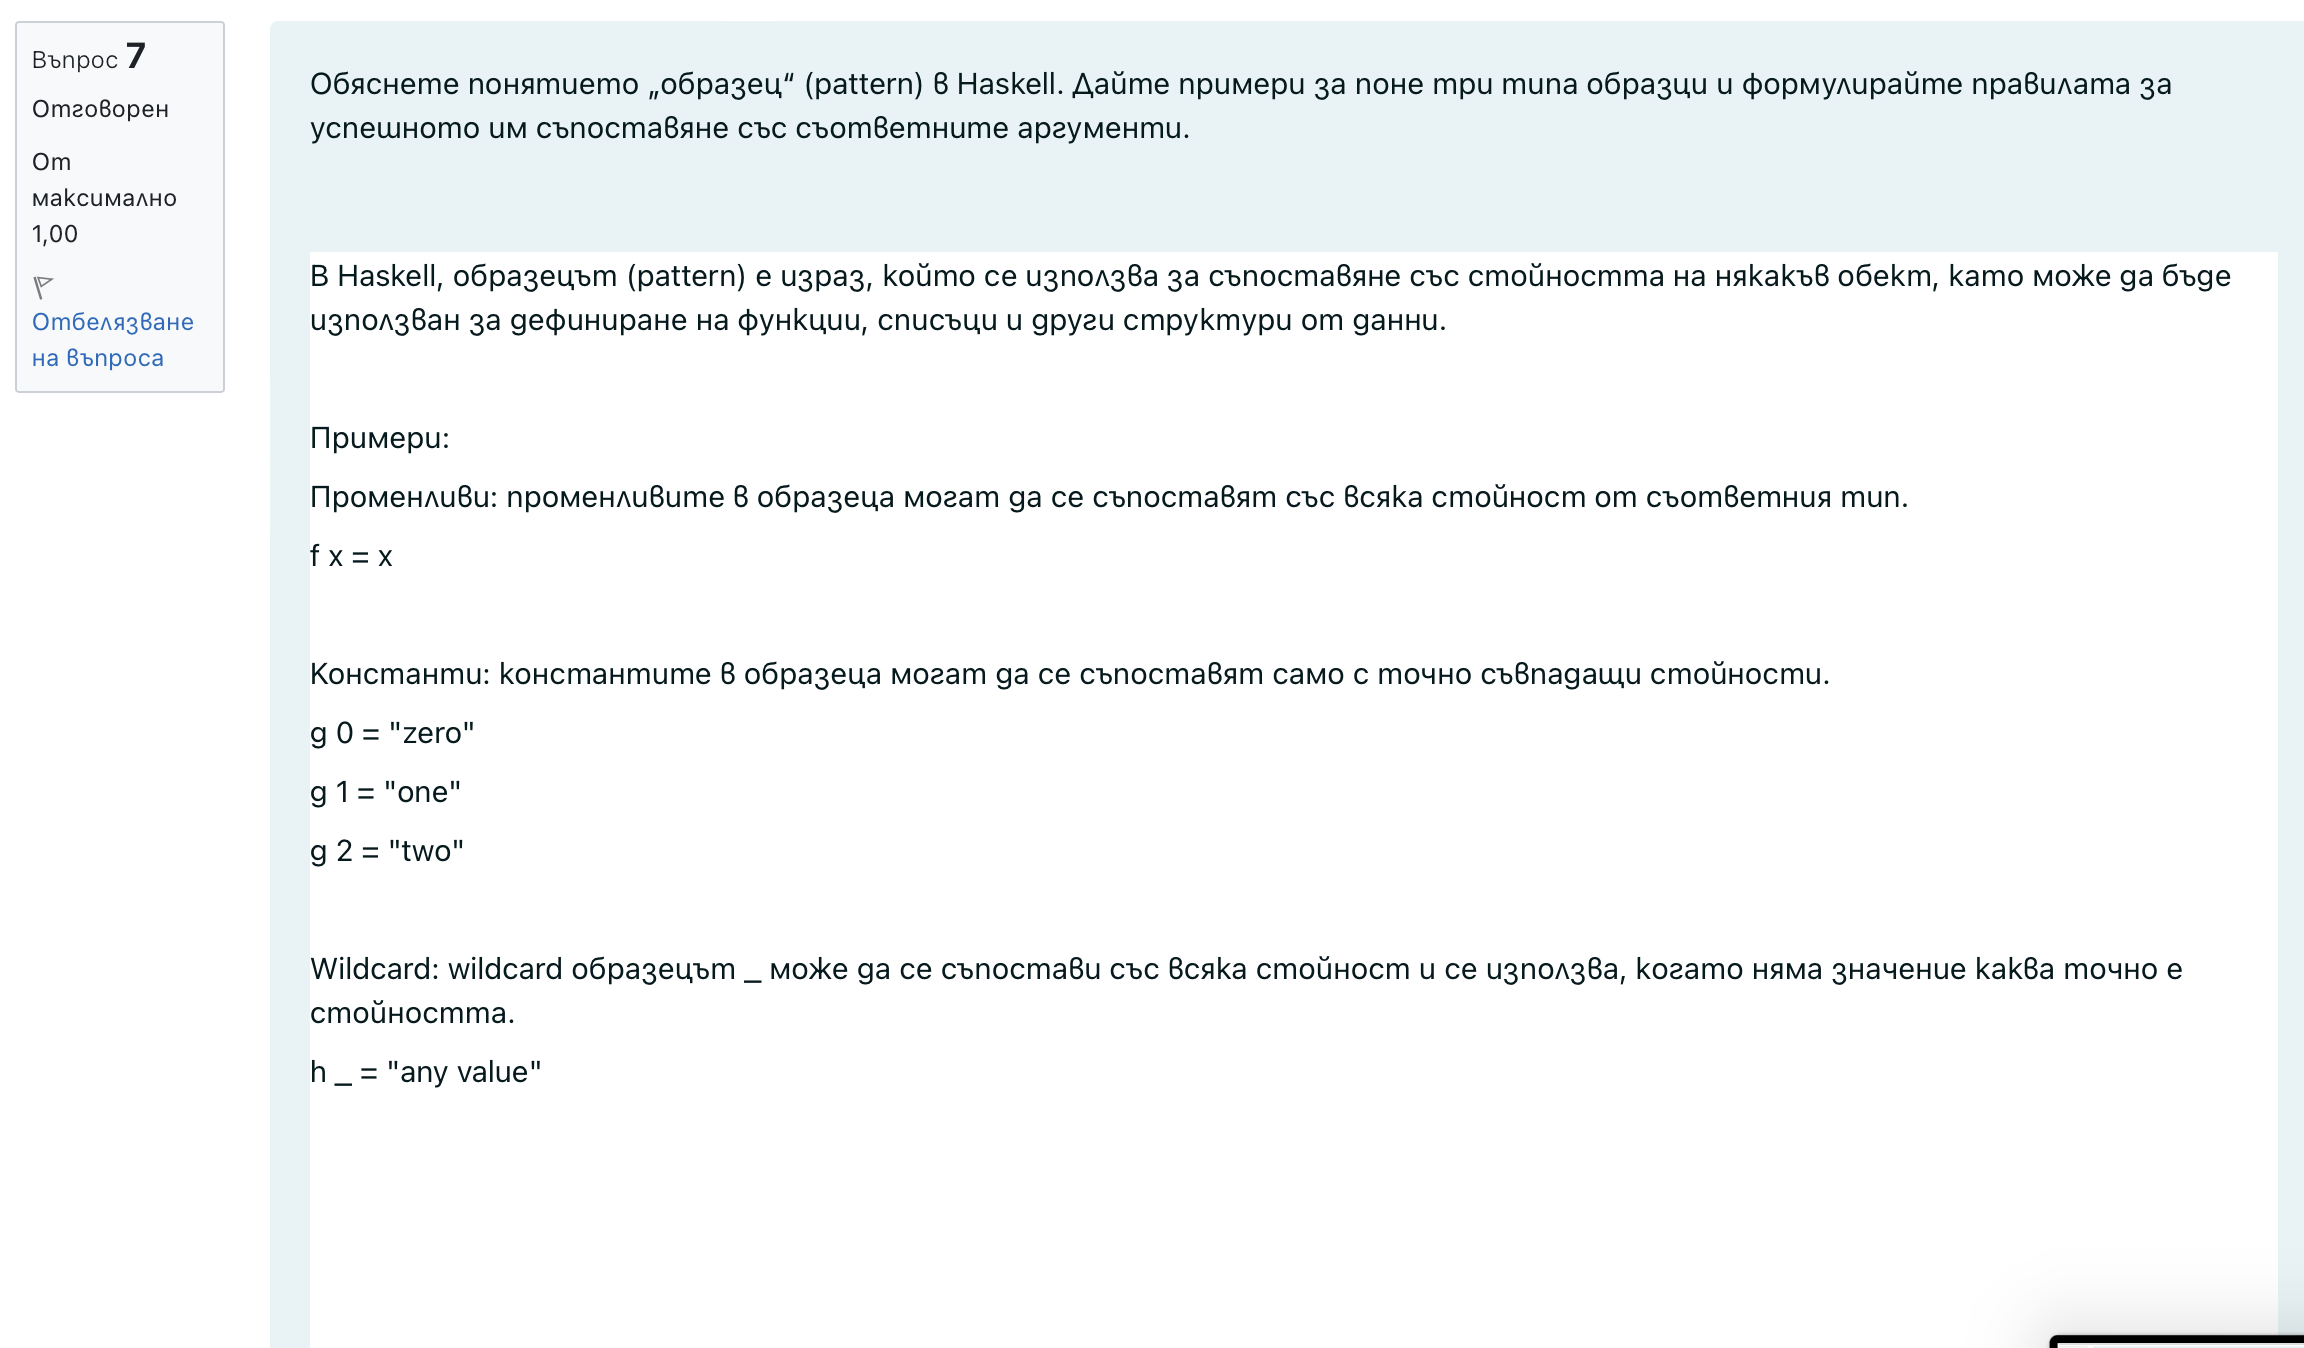 Въпрос 7
Отговорен
От
максимално
1,00
Отбелязване
на въпроса
Обяснете понятието „образец“ (pattern) в Haskell. Дайте примери за поне три типа образци и формулирайте правилата за
успешното им съпоставяне със съответните аргументи.
В Haskell, образецът (pattern) е израз, който се използва за съпоставяне със стойността на някакъв обект, като може да бъде
използван за дефиниране на функции, списъци и други структури от данни.
Примери:
Променливи: променливите в образеца могат да се съпоставят със всяка стойност от съответния тип.
f x = x
Константи: константите в образеца могат да се съпоставят само с точно съвпадащи стойности.
g 0 = "zero"
g 1 = "one"
g 2 = "two"
Wildcard: wildcard образецът _ може да се съпостави със всяка стойност и се използва, когато няма значение каква точно е
стойността.
h _ = "any value"